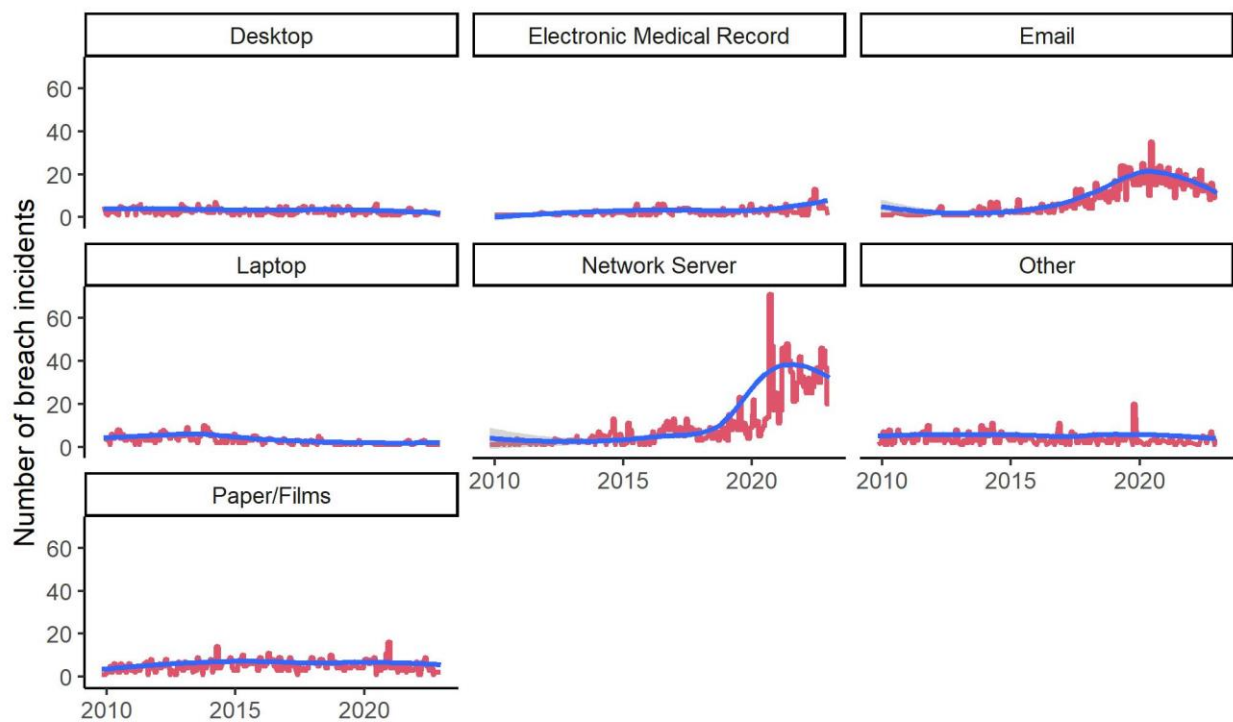 Desktop
Electronic Medical Record
Email
60
40
20
0
Laptop
Network Server
Other
60
40
20
0
2010
2015
2020
2010
2015
2020
Paper/Films
60
40
20
0
2010
2015
2020
Number of breach incidents